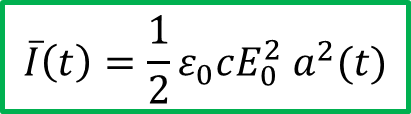 Ī(t) = 1/2 ε₀cE₀² a²(t)